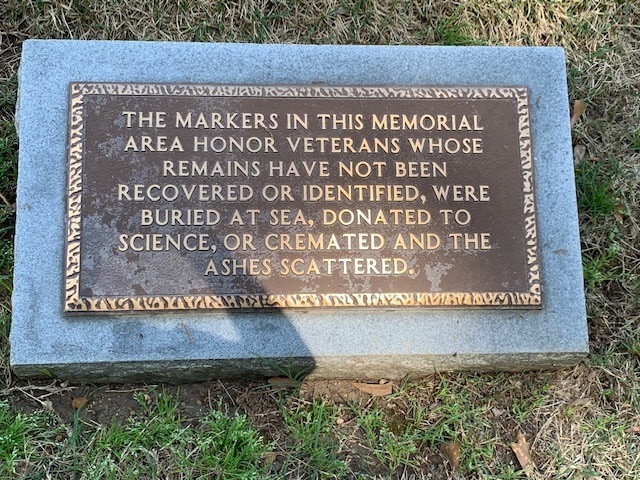 THE MARKERS IN THIS MEMORIAL
AREA HONOR VETERANS WHOSE
REMAINS HAVE NOT BEEN
RECOVERED OR IDENTIFIED, WERE
BURIED AT SEA, DONATED TO
SCIENCE, OR CREMATED AND THE
ASHES SCATTERED.